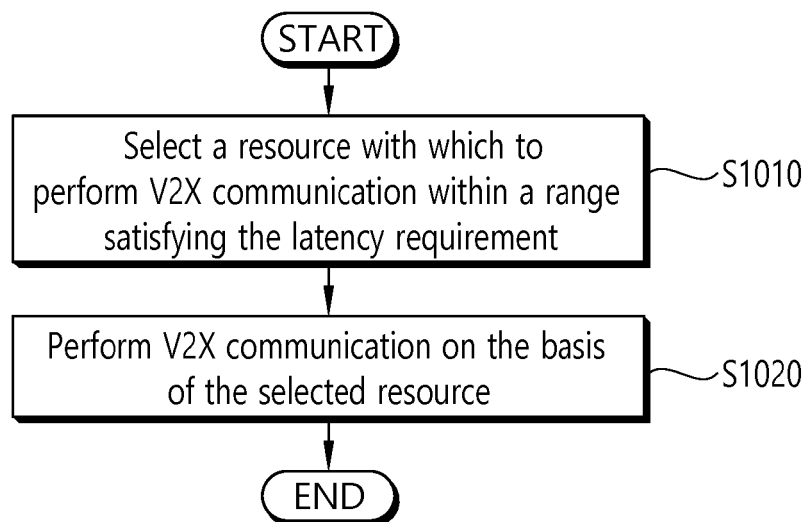 START
Select a resource with which to
perform V2X communication within a range
satisfying the latency requirement
S1010
Perform V2X communication on the basis
of the selected resource
S1020
END